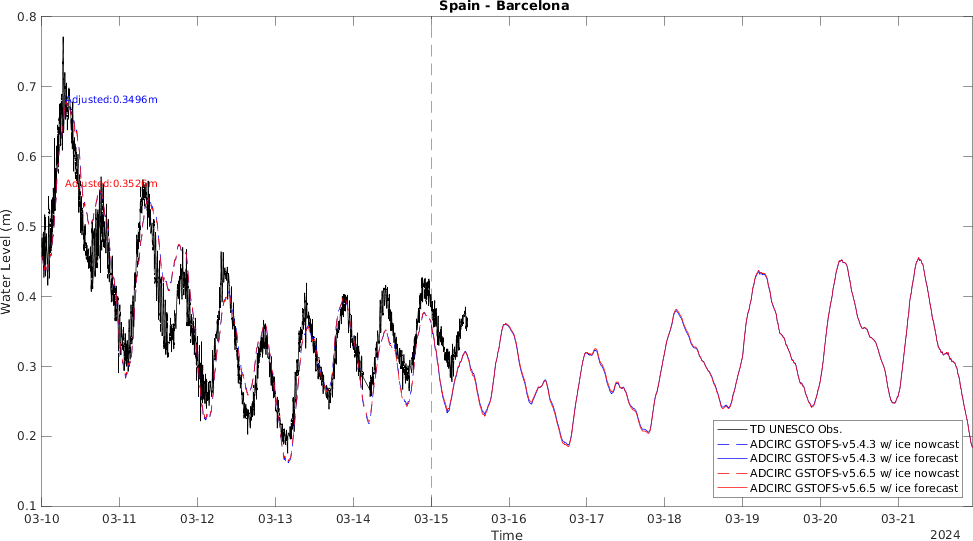 Spain - Barcelona
0.8
0.7
0.6
0.5
0.4
0.3
0.2
0.1
Water Level (m)
Adjusted:0.3496m
TD UNESCO Obs.
ADCIRC GSTOFS-v5.4.3 w/ ice nowcast
ADCIRC GSTOFS-v5.4.3 w/ ice forecast
ADCIRC GSTOFS-v5.6.5 w/ ice nowcast
ADCIRC GSTOFS-v5.6.5 w/ ice forecast
03-10 03-11 03-12 03-13 03-14 03-15 03-16 03-17 03-18 03-19 03-20 03-21
Time
2024